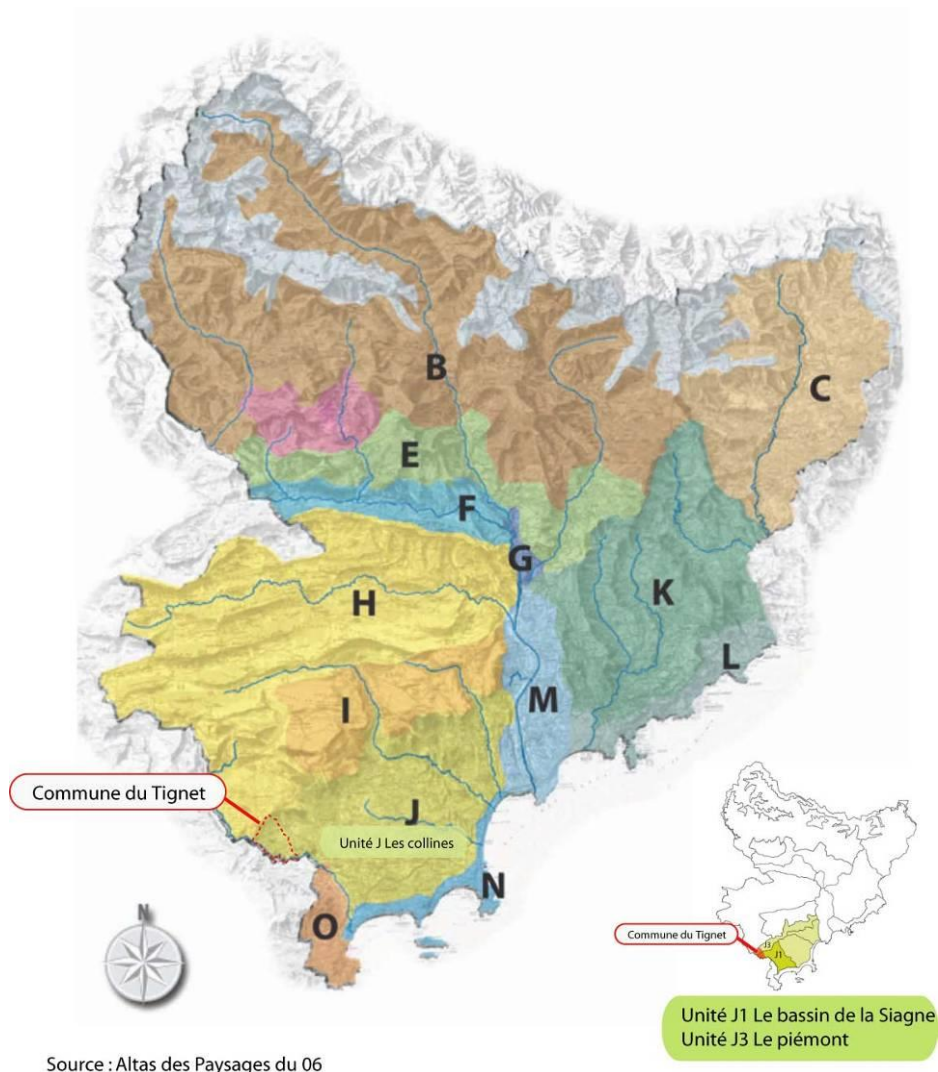 B
C
E
F
G
H
K
L
I
M
Commune du Tignet
J
Unité J Les collines
N
O
N
Commune du Tignet
J3
J1
Unité J1 Le bassin de la Siagne
Unité J3 Le piémont
Source : Altas des Paysages du 06